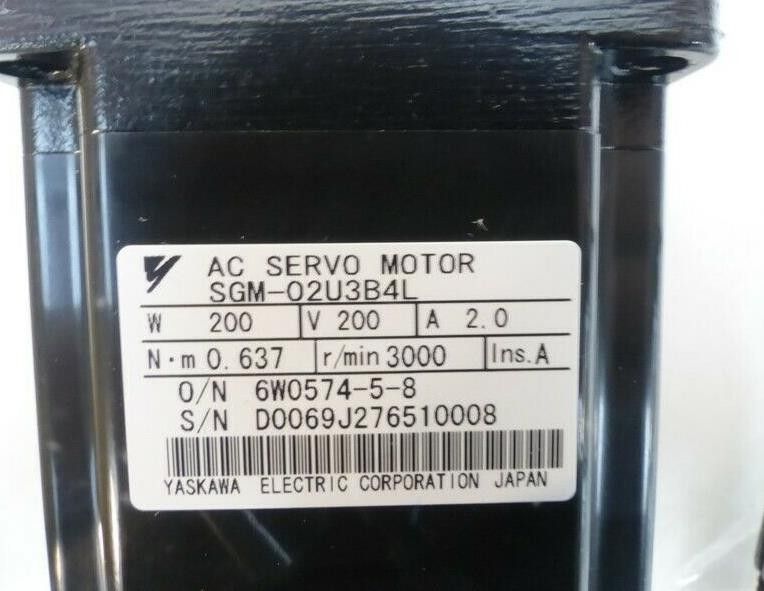 AC SERVO MOTOR
SGM-02U3B4L
W 200 V 200 A 2.0
N·m 0.637 r/min 3000 Ins.A
O/N 6W0574-5-8
S/N D0069J276510008
YASKAWA ELECTRIC CORPORATION JAPAN